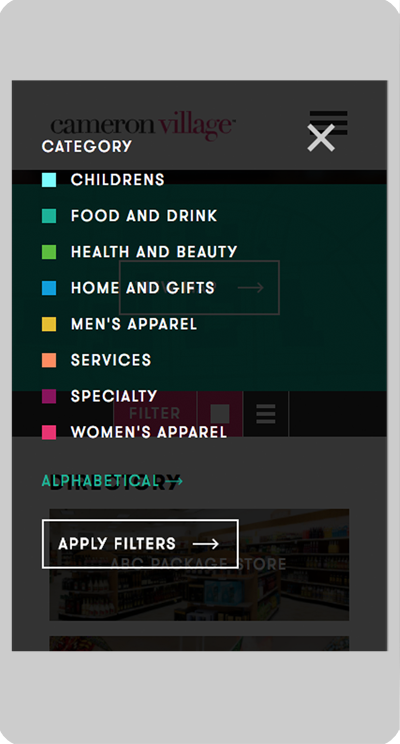 cameron village
CATEGORY
CHILDRENS
FOOD AND DRINK
HEALTH AND BEAUTY
HOME AND GIFTS
MEN'S APPAREL
SERVICES
SPECIALTY
FILTER
WOMEN'S APPAREL
ALPHABETICAL
DIRECTORY
APPLY FILTERS
ABC PACKAGE STORE